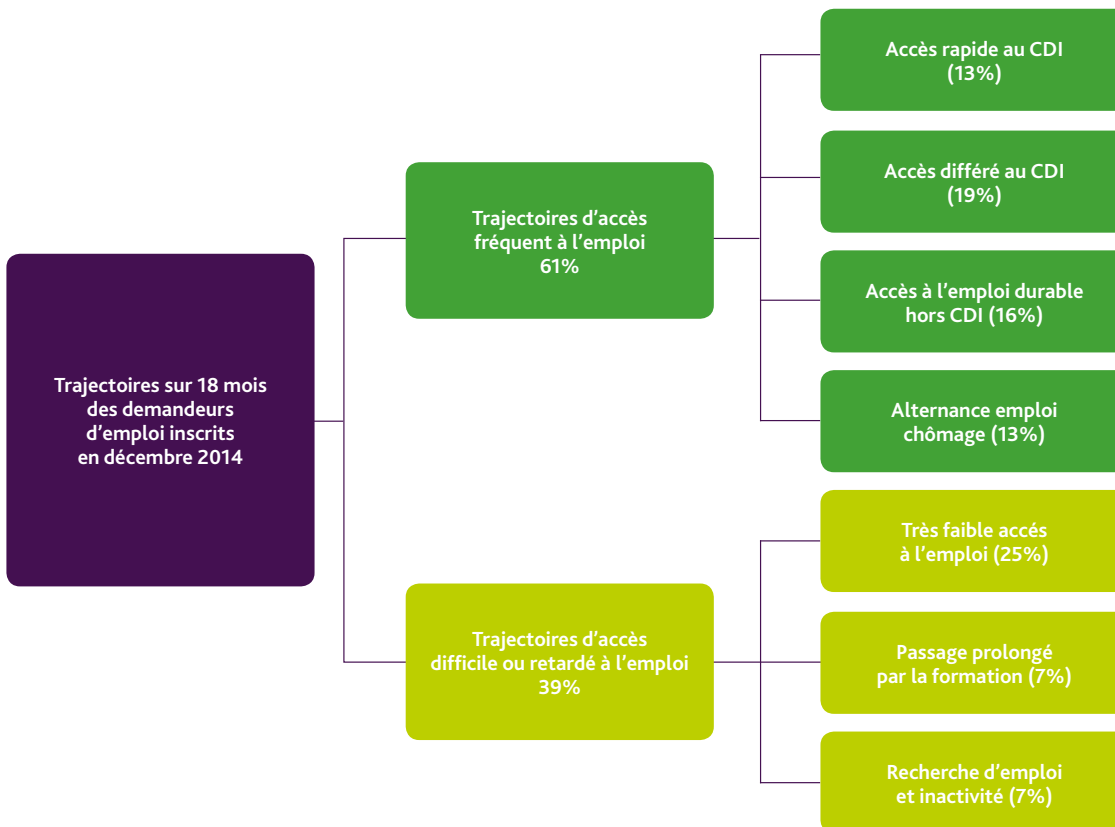 Trajectoires sur 18 mois
des demandeurs
d'emploi inscrits
en décembre 2014
Trajectoires d'accès
fréquent à l'emploi
61%
Accès rapide au CDI
(13%)
Accès différé au CDI
(19%)
Accès à l'emploi durable
hors CDI (16%)
Alternance emploi
chômage (13%)
Trajectoires d'accès
difficile ou retardé à l'emploi
39%
Très faible accés
à l'emploi (25%)
Passage prolongé
par la formation (7%)
Recherche d'emploi
et inactivité (7%)